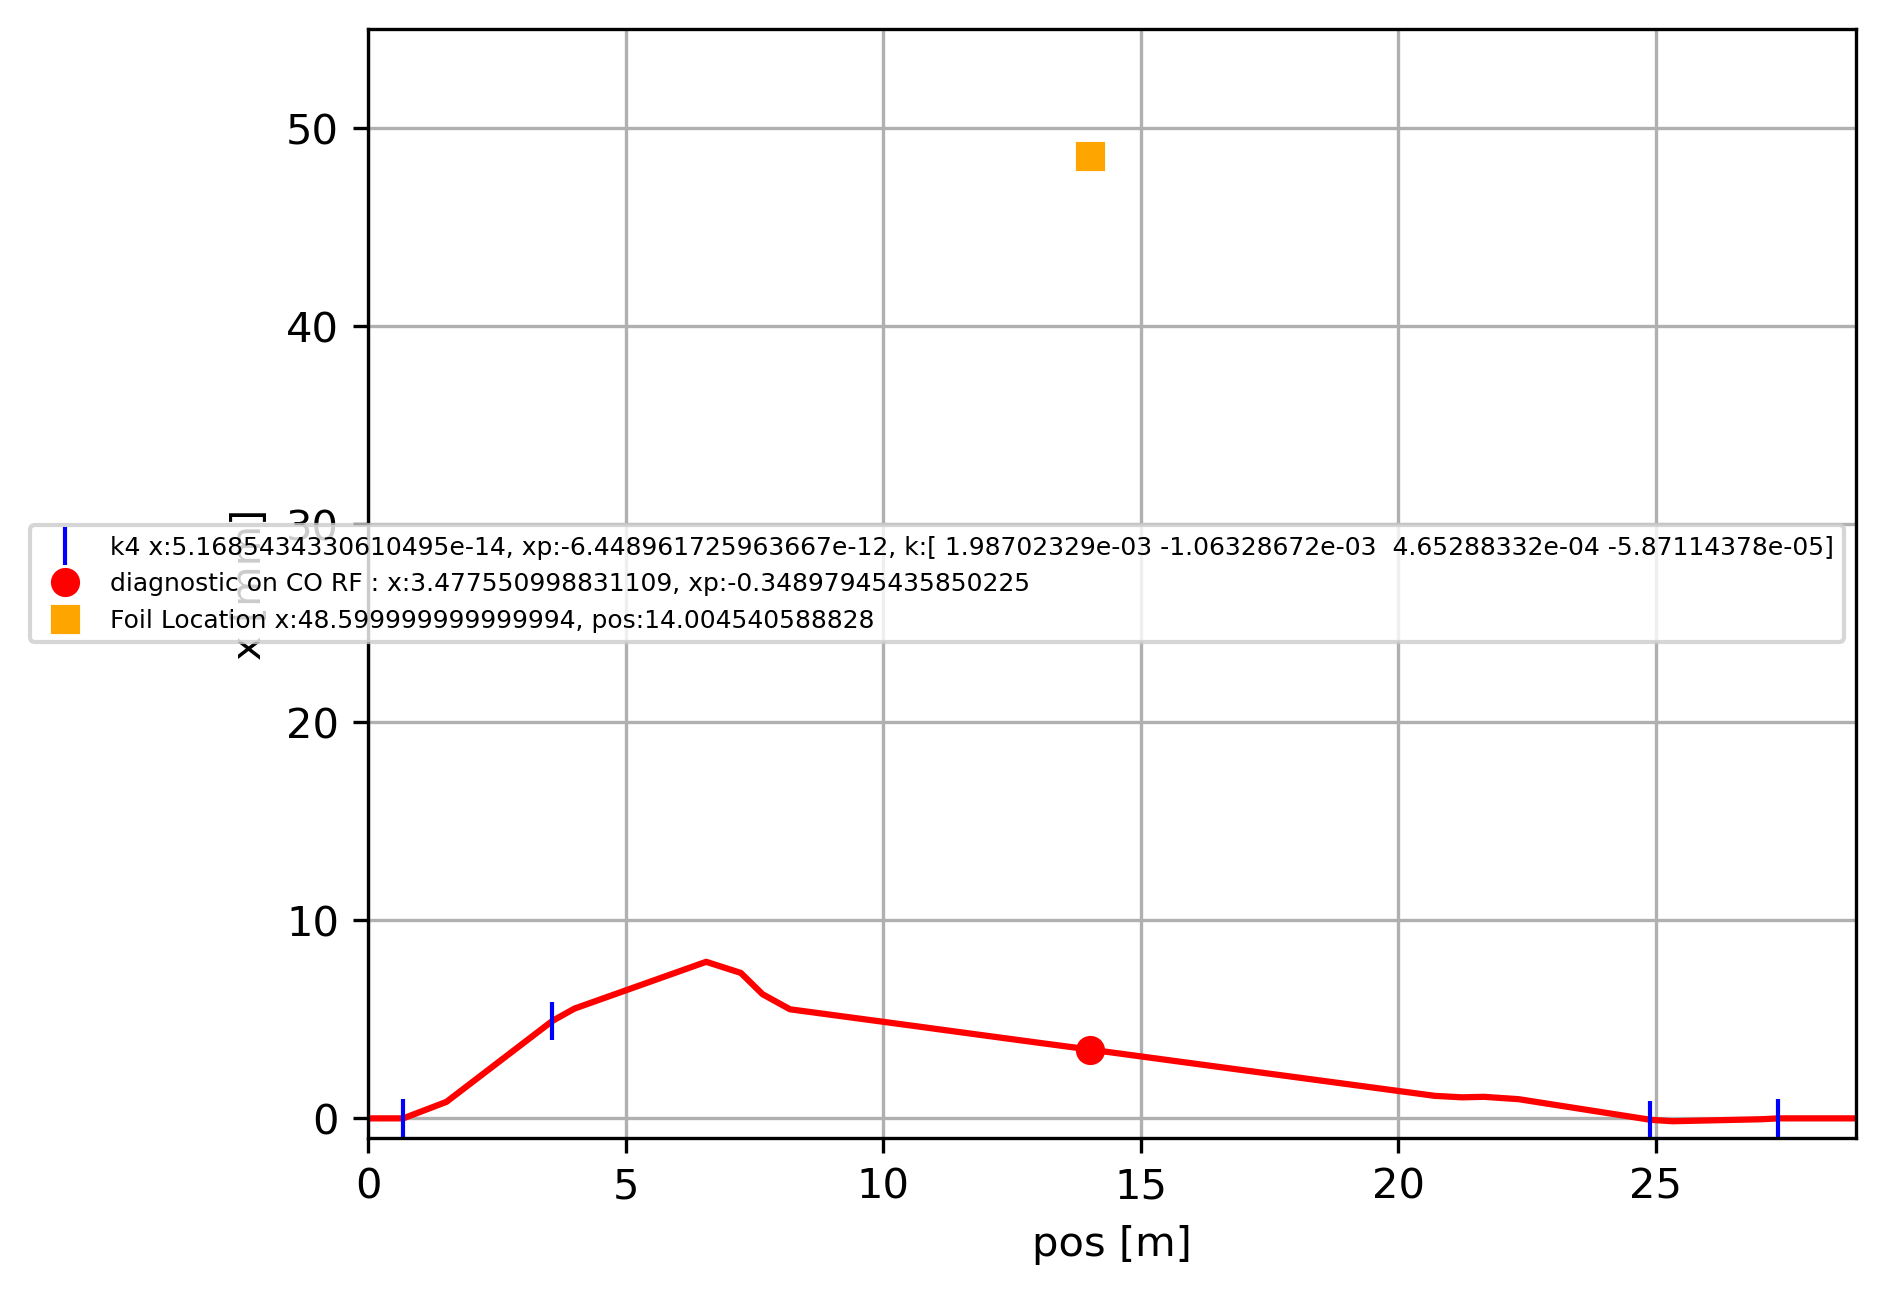 50
40
30
20
10
0
x [mm]
k4 x:5.1685434330610495e-14, xp:-6.448961725963667e-12, k:[ 1.98702329e-03 -1.06328672e-03  4.65288332e-04 -5.87114378e-05]
diagnostic on CO RF : x:3.477550998831109, xp:-0.34897945435850225
Foil Location x:48.599999999999994, pos:14.004540588828
0 5 10 15 20 25
pos [m]